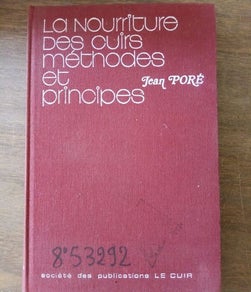 La nourriture
des cuirs
méthodes
et
principes
Jean PORÉ
8°53292
société des publications LE CUIR